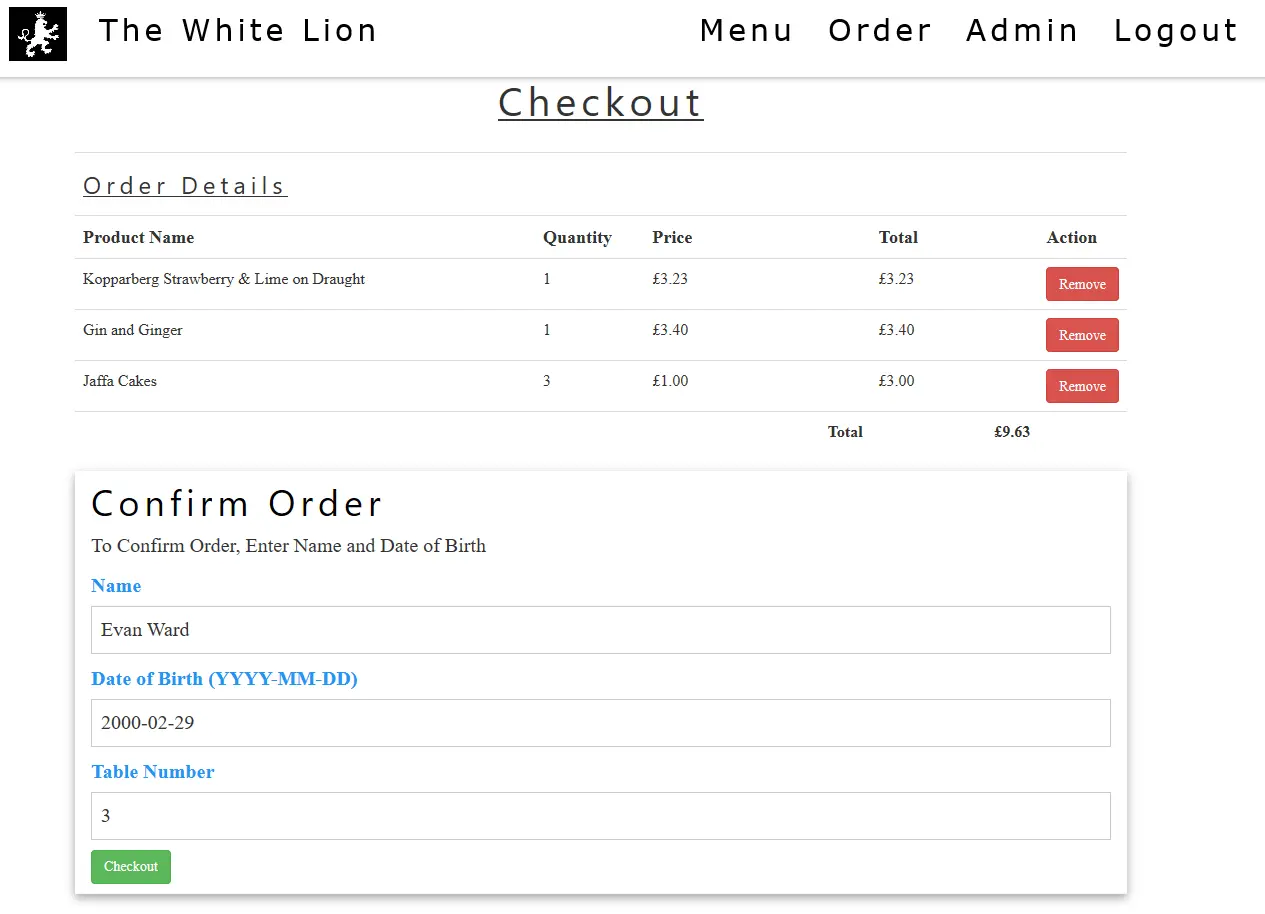 The White Lion Menu Order Admin Logout
Checkout
Order Details
Product Name Quantity Price Total Action
Kopparberg Strawberry & Lime on Draught 1 £3.23 £3.23 Remove
Gin and Ginger 1 £3.40 £3.40 Remove
Jaffa Cakes 3 £1.00 £3.00 Remove
Total £9.63
Confirm Order
To Confirm Order, Enter Name and Date of Birth
Name
Evan Ward
Date of Birth (YYYY-MM-DD)
2000-02-29
Table Number
3
Checkout